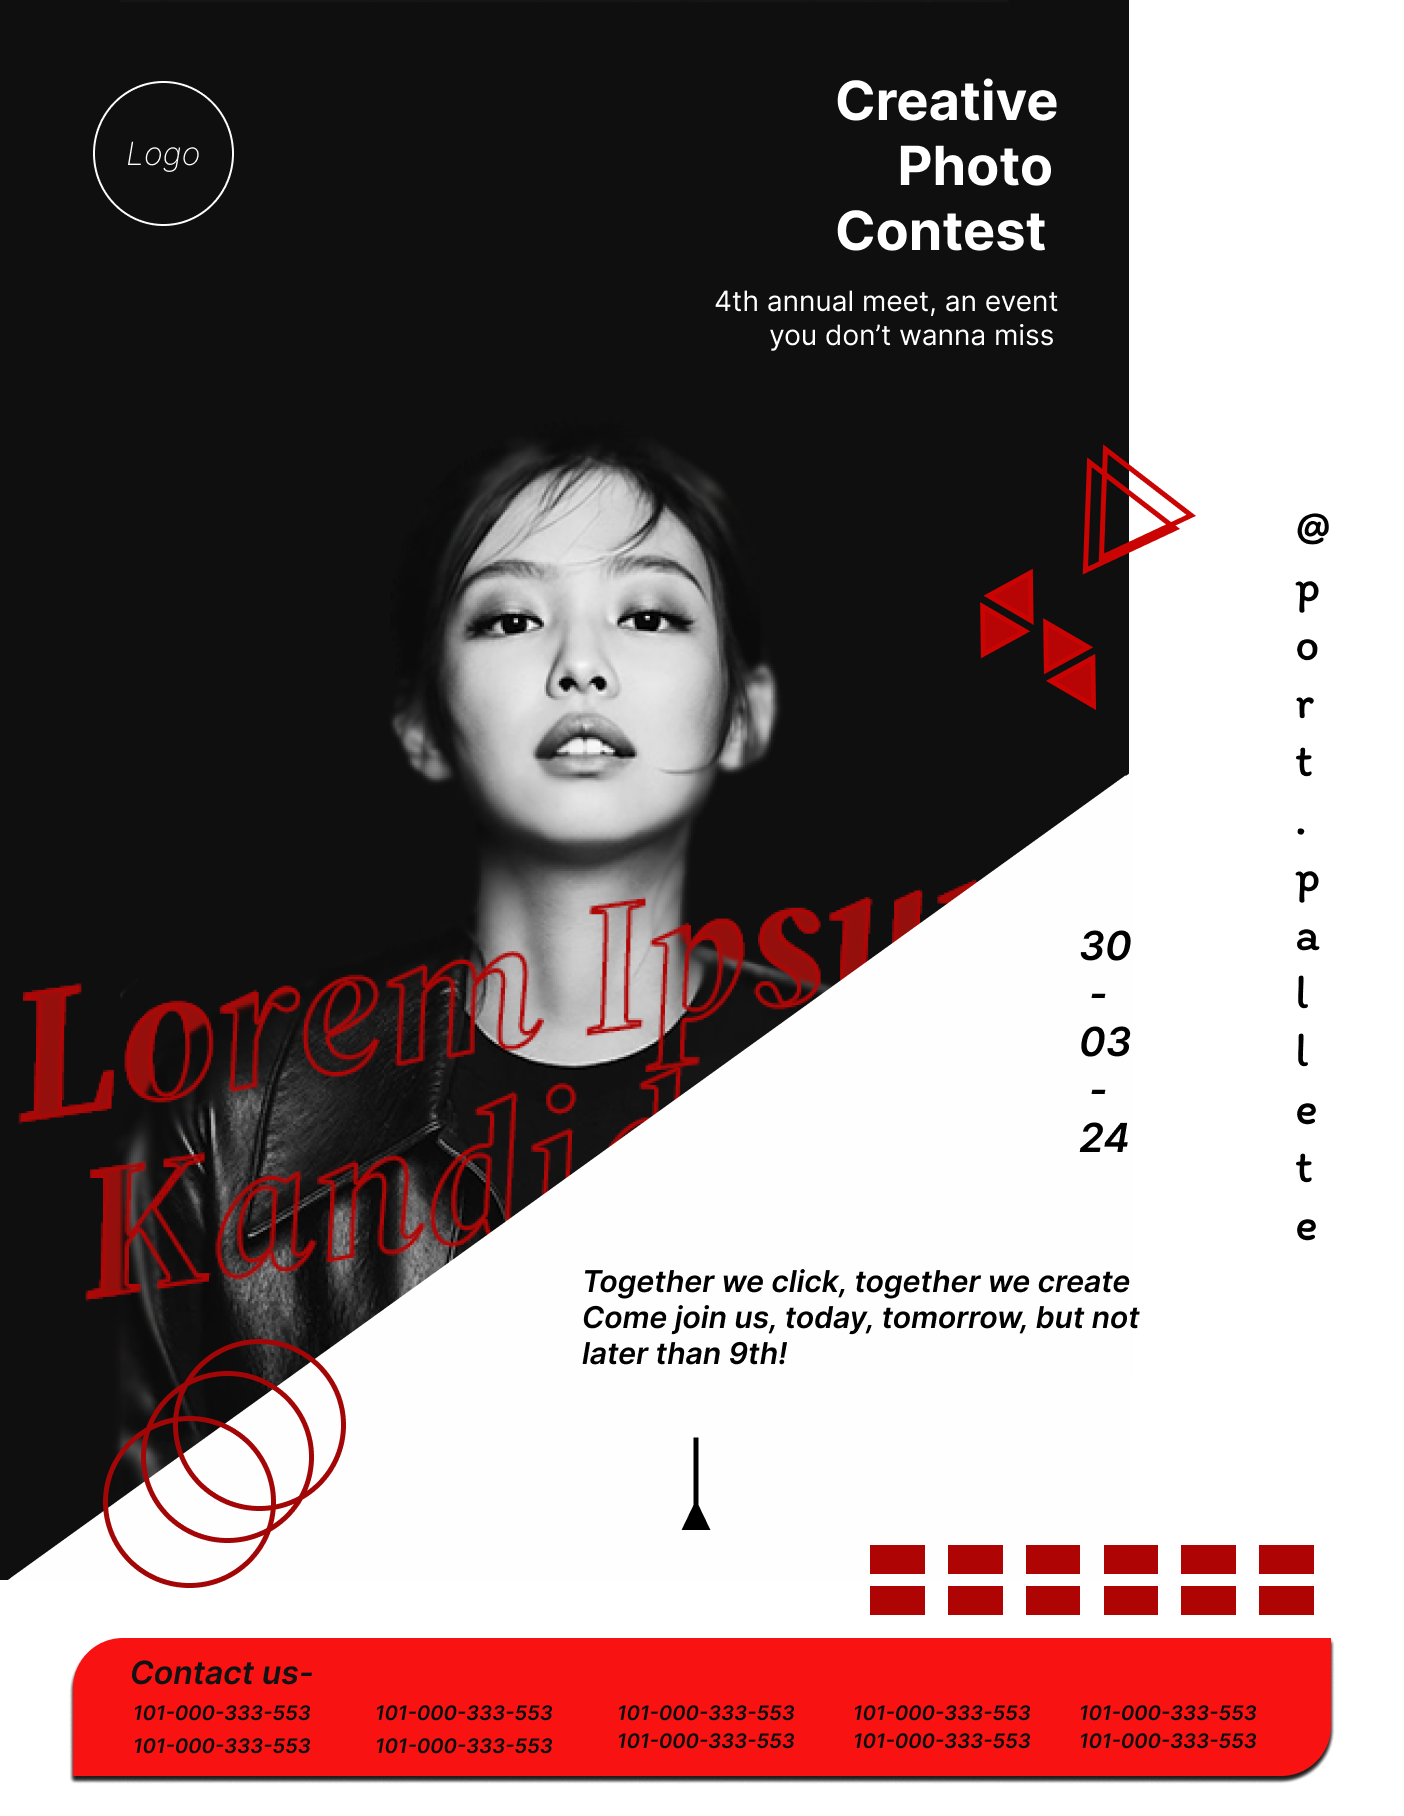 Logo
Creative
Photo
Contest
4th annual meet, an event
you don’t wanna miss
@
p
o
r
t
.
p
a
l
l
e
t
e
Lorem Ipsu
Kandid
30
-
03
-
24
Together we click, together we create
Come join us, today, tomorrow, but not
later than 9th!
Contact us-
101-000-333-553 101-000-333-553 101-000-333-553 101-000-333-553 101-000-333-553
101-000-333-553 101-000-333-553 101-000-333-553 101-000-333-553 101-000-333-553